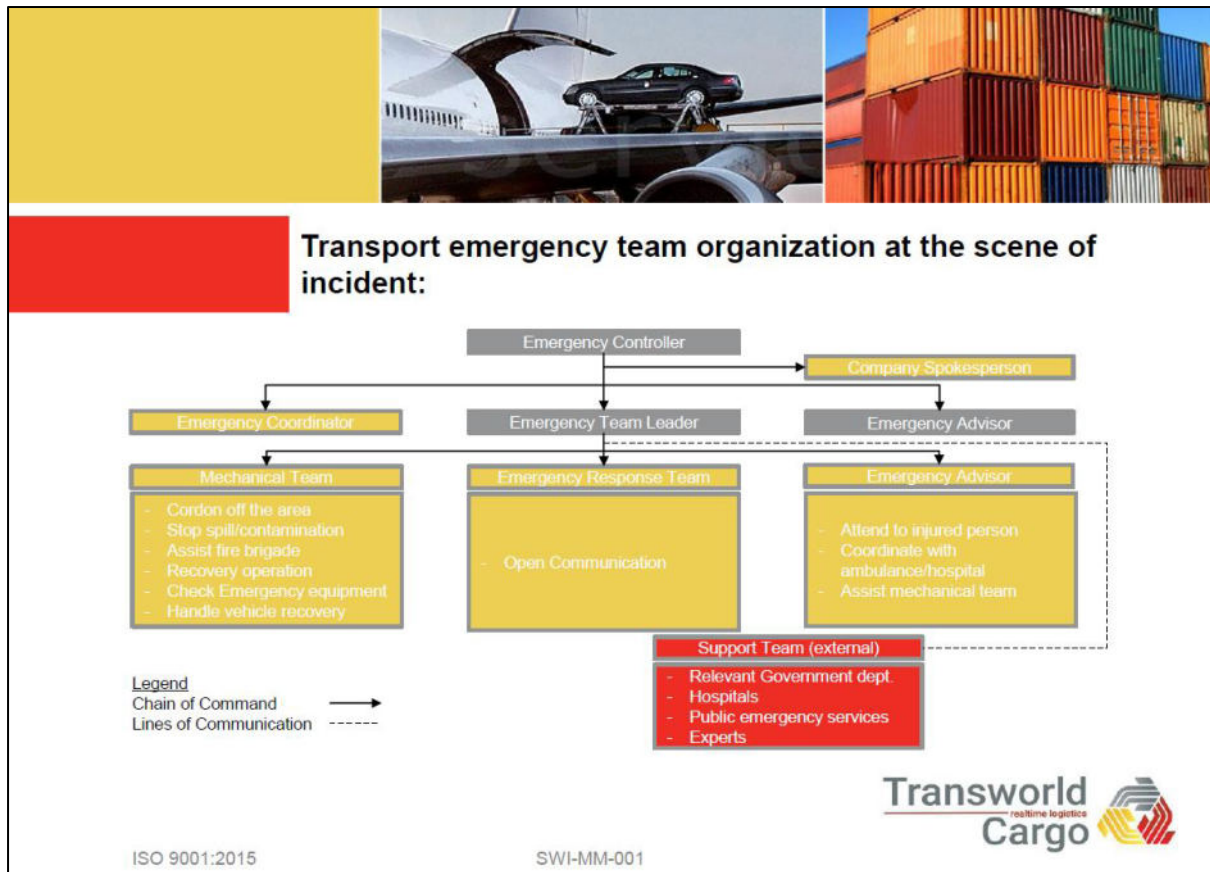 Servic
Transport emergency team organization at the scene of
incident:
Emergency Controller
Company Spokesperson
Emergency Coordinator
Emergency Team Leader
Emergency Advisor
Mechanical Team
- Cordon off the area
- Stop spill/contamination
- Assist fire brigade
- Recovery operation
- Check Emergency equipment
- Handle vehicle recovery
Emergency Response Team
- Open Communication
Emergency Advisor
- Attend to injured person
- Coordinate with
ambulance/hospital
- Assist mechanical team
Support Team (external)
- Relevant Government dept.
- Hospitals
- Public emergency services
- Experts
Legend
Chain of Command
Lines of Communication
Transworld
realtime logistics
Cargo
ISO 9001:2015
SWI-MM-001